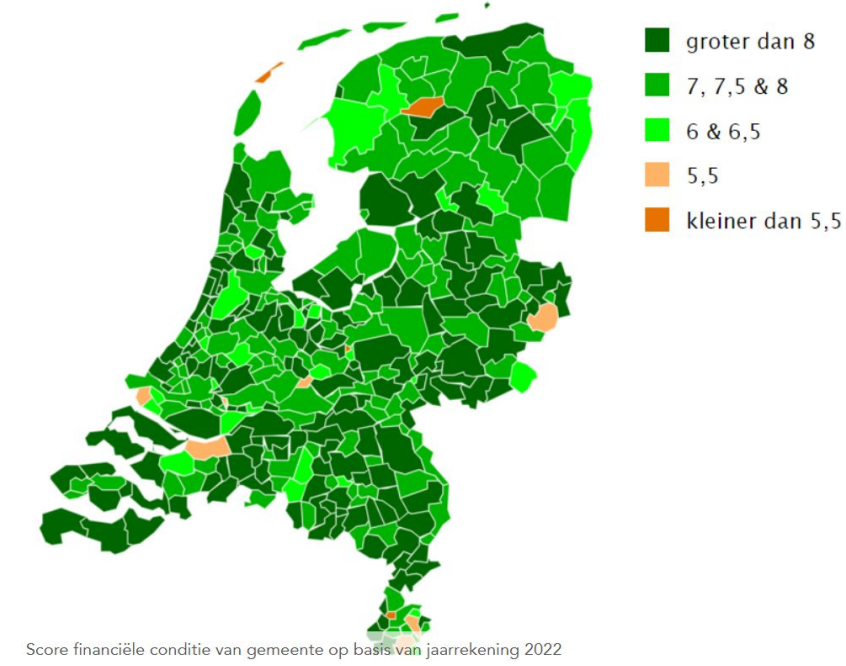 groter dan 8
7, 7,5 & 8
6 & 6,5
5,5
kleiner dan 5,5
Score financiële conditie van gemeente op basis van jaarrekening 2022